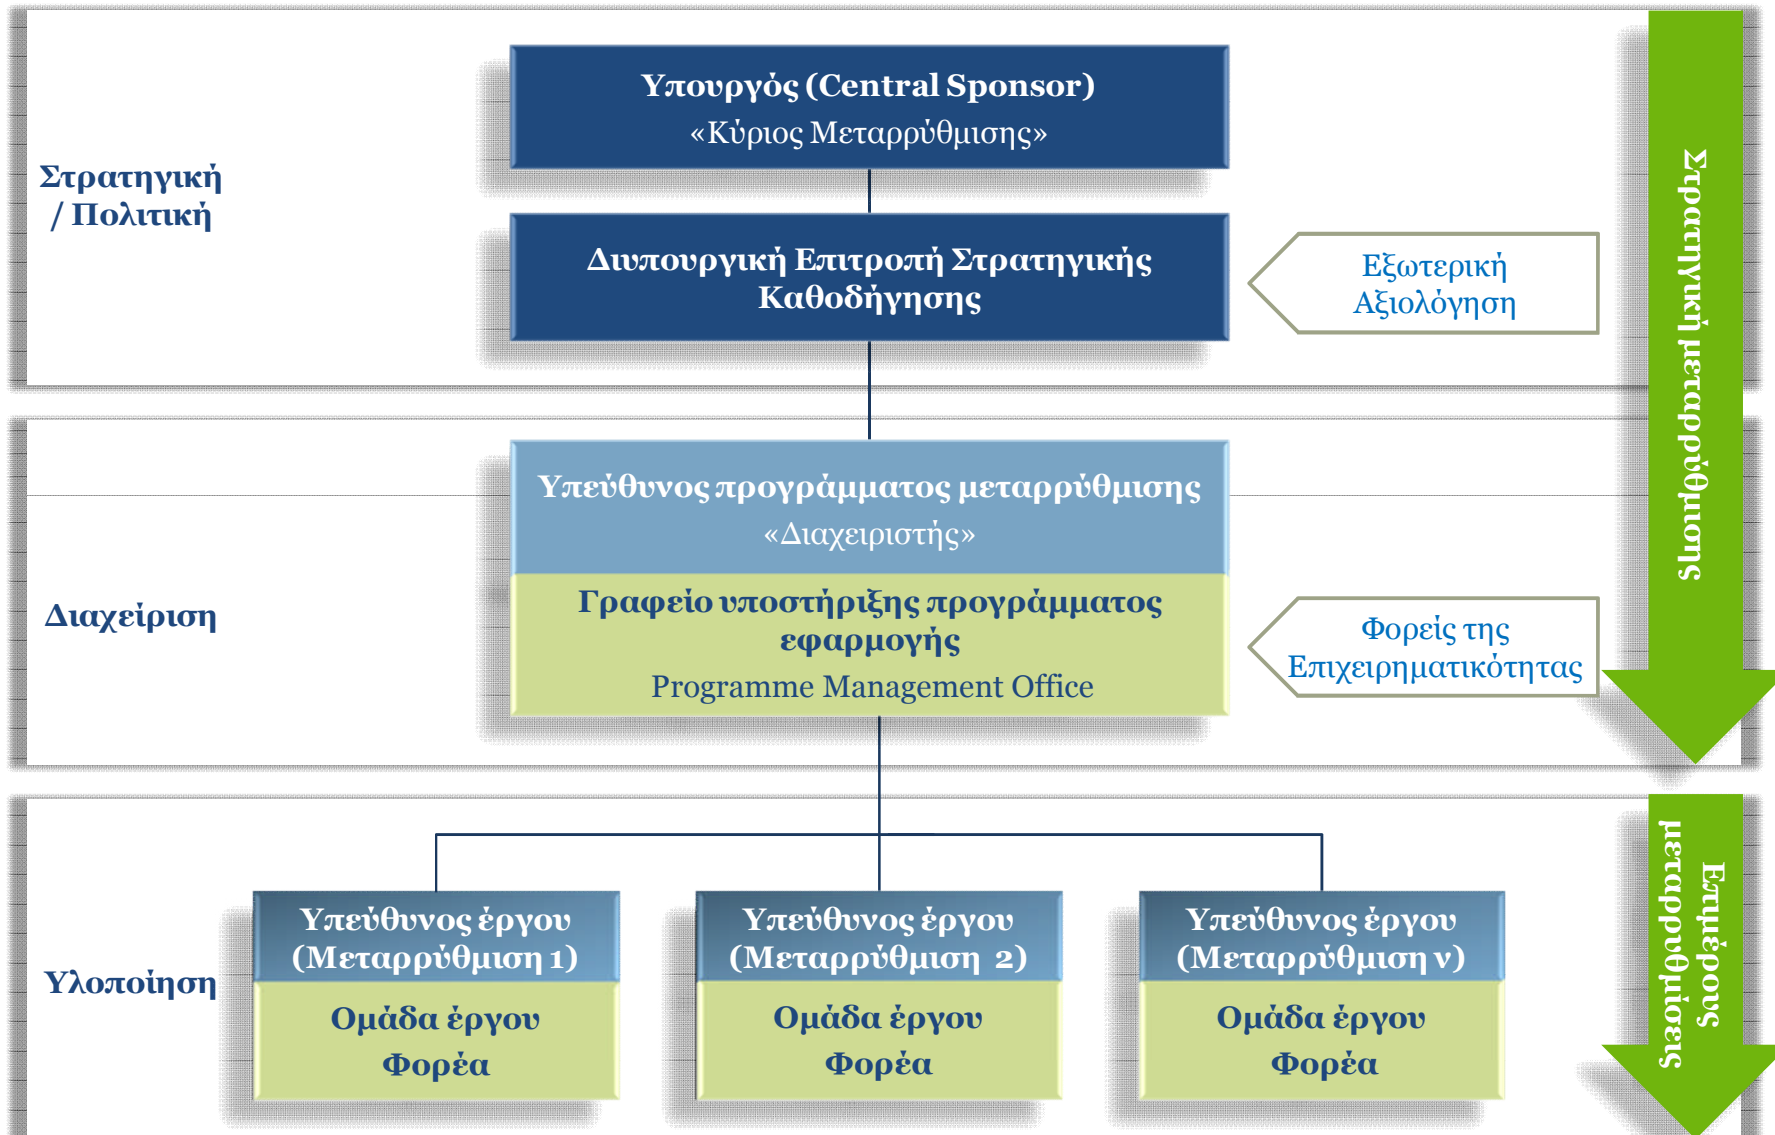 Υπουργός (Central Sponsor)
«Κύριος Μεταρρύθμισης»
Στρατηγική
/ Πολιτική
Διυπουργική Επιτροπή Στρατηγικής
Καθοδήγησης
Εξωτερική
Αξιολόγηση
Στρατηγική μεταρρύθμισης
Υπεύθυνος προγράμματος μεταρρύθμισης
«Διαχειριστής»
Διαχείριση
Γραφείο υποστήριξης προγράμματος
εφαρμογής
Programme Management Office
Φορείς της
Επιχειρηματικότητας
Υλοποίηση
Υπεύθυνος έργου
(Μεταρρύθμιση 1)
Ομάδα έργου
Φορέα
Υπεύθυνος έργου
(Μεταρρύθμιση 2)
Ομάδα έργου
Φορέα
Υπεύθυνος έργου
(Μεταρρύθμιση ν)
Ομάδα έργου
Φορέα
Επιμέρους
μεταρρυθμίσεις